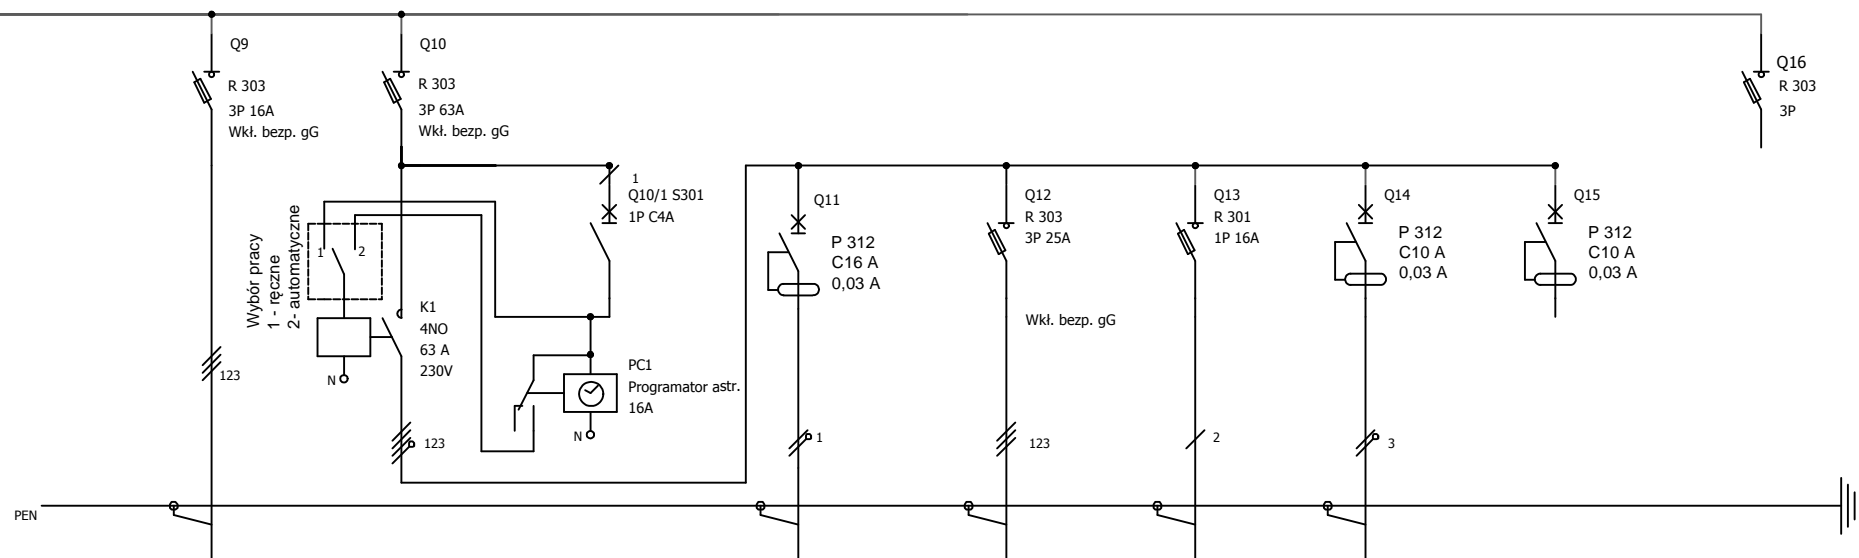 Q9
R 303
3P 16A
Wkł. bezp. gG
123
Q10
R 303
3P 63A
Wkł. bezp. gG
Wybór pracy
1 - ręczne
2- automatyczne
1
2
N
K1
4NO
63 A
230V
123
1
Q10/1 S301
1P C4A
PC1
Programator astr.
16A
N
Q11
P 312
C16 A
0,03 A
1
Q12
R 303
3P 25A
Wkł. bezp. gG
123
Q13
R 301
1P 16A
2
Q14
P 312
C10 A
0,03 A
3
Q15
P 312
C10 A
0,03 A
Q16
R 303
3P
PEN